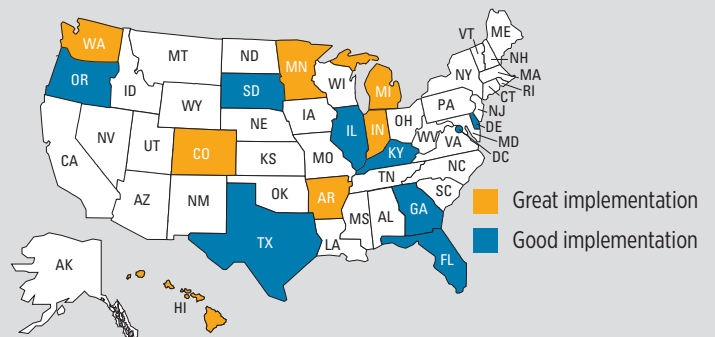 WA
MT
ND
MN
VT
ME
NH
MA
RI
CT
NY
OR
ID
SD
WI
MI
WY
PA
NJ
DE
MD
DC
NE
IA
IL
IN
OH
WV
VA
NV
UT
CO
KS
MO
KY
CA
NC
TN
SC
AZ
NM
OK
AR
MS
AL
GA
TX
LA
FL
AK
HI
Great implementation
Good implementation